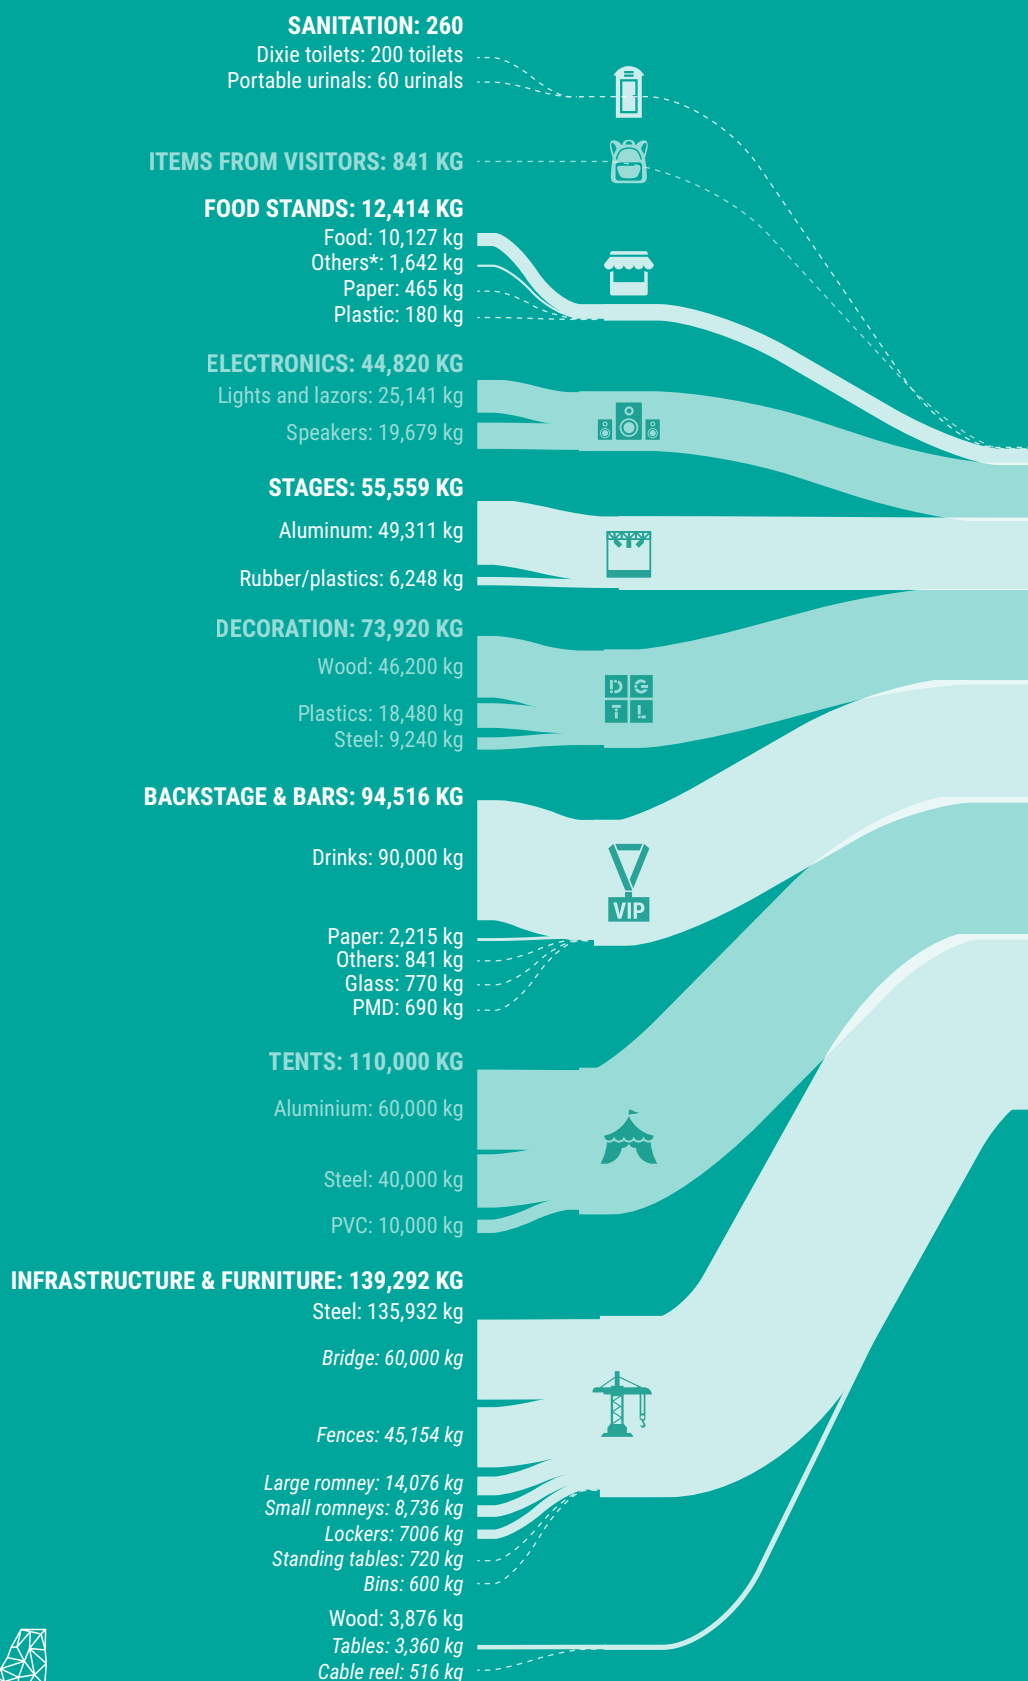 SANITATION: 260
Dixie toilets: 200 toilets
Portable urinals: 60 urinals
ITEMS FROM VISITORS: 841 KG
FOOD STANDS: 12,414 KG
Food: 10,127 kg
Others*: 1,642 kg
Paper: 465 kg
Plastic: 180 kg
ELECTRONICS: 44,820 KG
Lights and lazors: 25,141 kg
Speakers: 19,679 kg
STAGES: 55,559 KG
Aluminum: 49,311 kg
Rubber/plastics: 6,248 kg
DECORATION: 73,920 KG
Wood: 46,200 kg
D G
T L
Plastics: 18,480 kg
Steel: 9,240 kg
BACKSTAGE & BARS: 94,516 KG
Drinks: 90,000 kg
VIP
Paper: 2,215 kg
Others: 841 kg
Glass: 770 kg
PMD: 690 kg
TENTS: 110,000 KG
Aluminium: 60,000 kg
Steel: 40,000 kg
PVC: 10,000 kg
INFRASTRUCTURE & FURNITURE: 139,292 KG
Steel: 135,932 kg
Bridge: 60,000 kg
Fences: 45,154 kg
Large romney: 14,076 kg
Small romneys: 8,736 kg
Lockers: 7006 kg
Standing tables: 720 kg
Bins: 600 kg
Wood: 3,876 kg
Tables: 3,360 kg
Cable reel: 516 kg